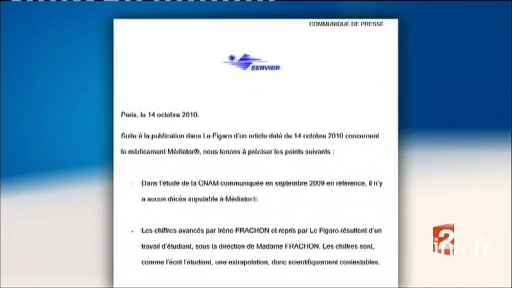 COMMUNIQUE DE PRESSE
SERVIER
Paris, le 14 octobre 2010.
Suite à la publication dans Le Figaro d'un article daté du 14 octobre 2010 concernant
le médicament Médiator®, nous tenons à préciser les points suivants :
- Dans l'étude de la CNAM communiquée en septembre 2009 en référence, il n'y
a aucun décès imputable à Médiator®.
- Les chiffres avancés par Irène FRACHON et repris par Le Figaro résultent d'un
travail d'étudiant, sous la direction de Madame FRACHON. Les chiffres sont,
comme l'écrit l'étudiant, une extrapolation, donc scientifiquement contestables.
2
ina.fr